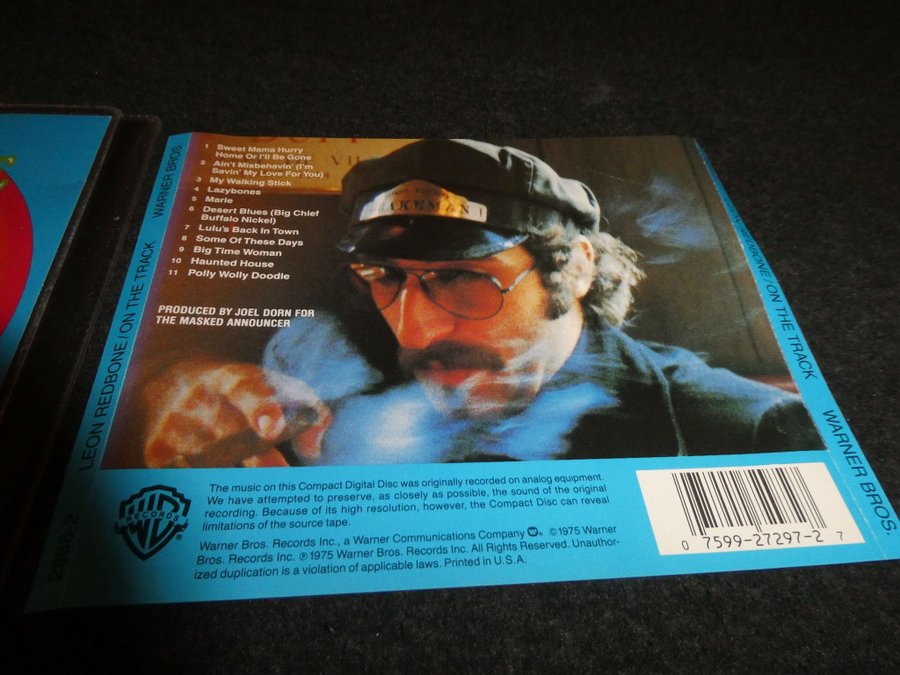 1 Sweet Mama Hurry
Home Or I'll Be Gone
2 Ain't Misbehavin' (I'm
Savin' My Love For You)
3 My Walking Stick
4 Lazybones
5 Marie
6 Desert Blues (Big Chief
Buffalo Nickel)
7 Lulu's Back In Town
8 Some Of These Days
9 Big Time Woman
10 Haunted House
11 Polly Wolly Doodle
PRODUCED BY JOEL DORN FOR
THE MASKED ANNOUNCER
BRAKEMAN
LEON REDBONE / ON THE TRACK WARNER BROS.
REDBONE / ON THE TRACK WARNER BROS.
The music on this Compact Digital Disc was originally recorded on analog equipment.
We have attempted to preserve, as closely as possible, the sound of the original
recording. Because of its high resolution, however, the Compact Disc can reveal
limitations of the source tape.
WB
RECORDS
Warner Bros. Records Inc., a Warner Communications Company ©1975 Warner
Bros. Records Inc. ℗1975 Warner Bros. Records Inc. All Rights Reserved. Unauthor-
ized duplication is a violation of applicable laws. Printed in U.S.A.
0 7599-27297-2 7